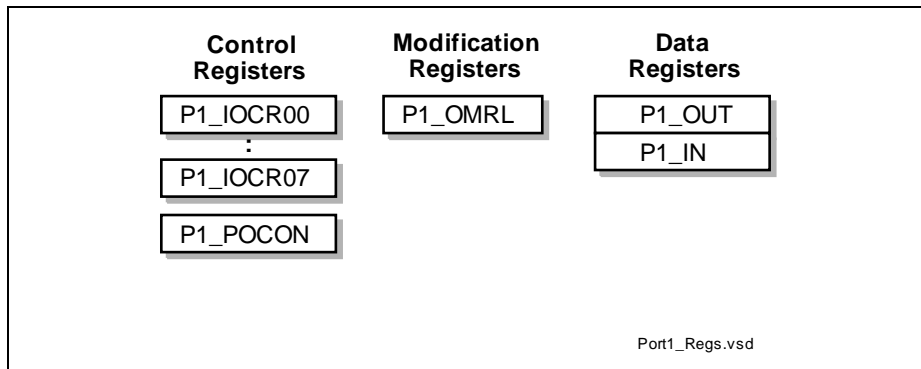 Control
Registers
Modification
Registers
Data
Registers
P1_IOCR00
:
P1_IOCR07
P1_POCON
P1_OMRL
P1_OUT
P1_IN
Port1_Regs.vsd